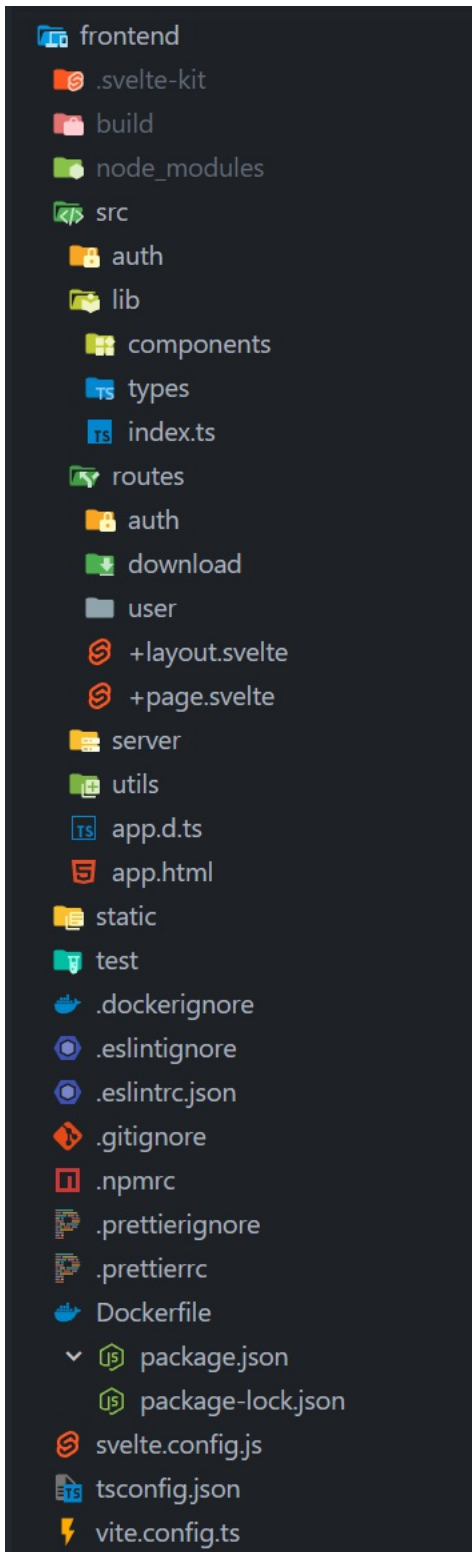 frontend
.svelte-kit
build
node_modules
src
auth
lib
components
types
index.ts
routes
auth
download
user
+layout.svelte
+page.svelte
server
utils
app.d.ts
app.html
static
test
.dockerignore
.eslintignore
.eslintrc.json
.gitignore
.npmrc
.prettierignore
.prettierrc
Dockerfile
package.json
package-lock.json
svelte.config.js
tsconfig.json
vite.config.ts